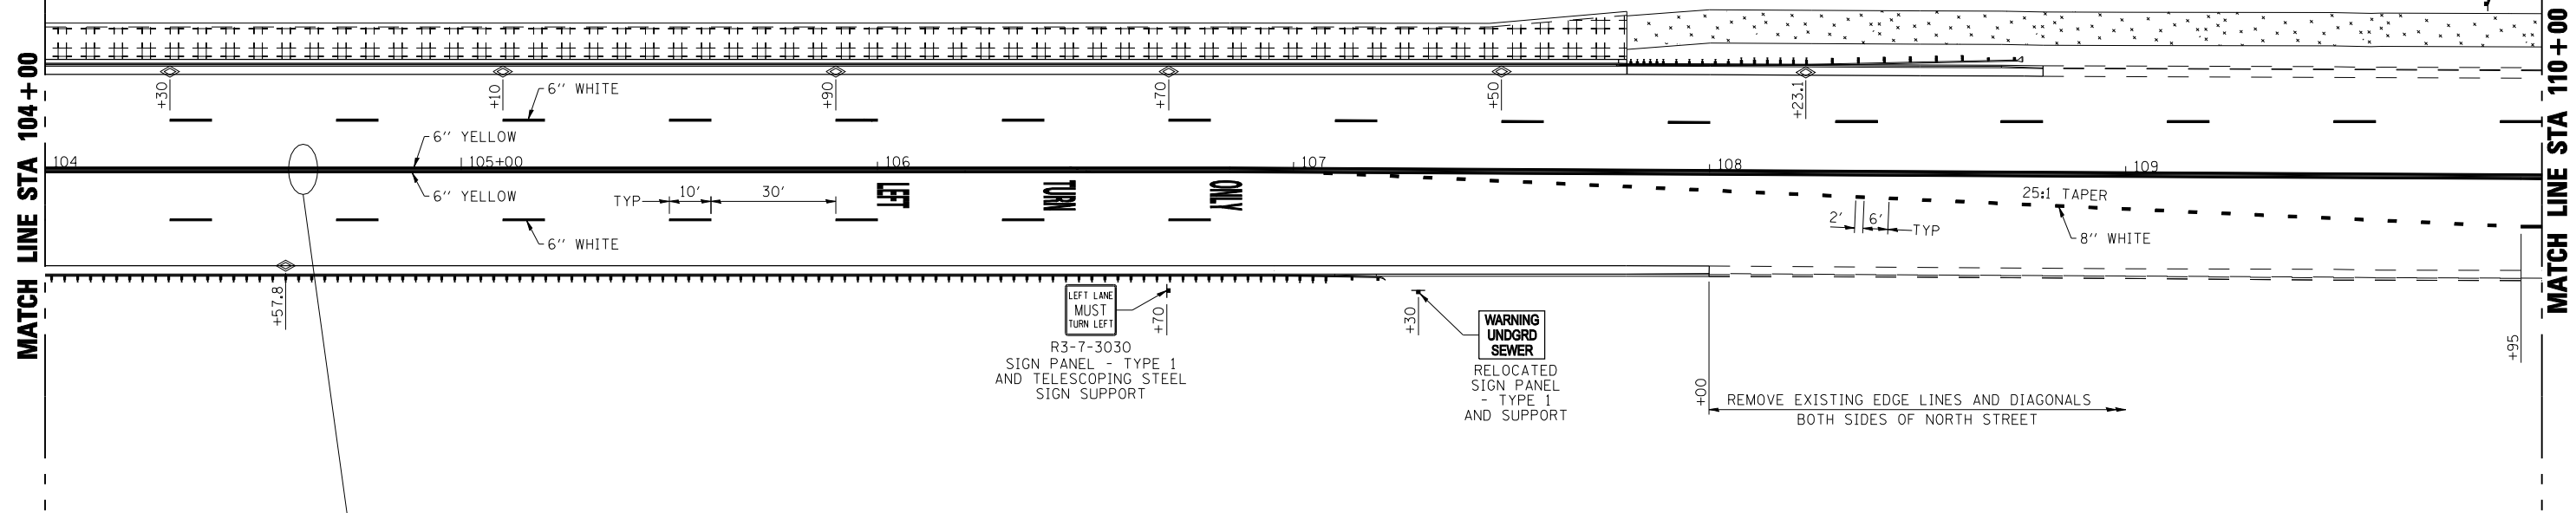 MATCH LINE STA 104+00
+30
+10
+90
+70
+50
+23.1
6'' WHITE
6'' YELLOW
104
105+00
106
107
108
109
6'' YELLOW
TYP
10'
30'
LEFT
TURN
ONLY
25:1 TAPER
2'
6'
TYP
8'' WHITE
6'' WHITE
+57.8
LEFT LANE
MUST
TURN LEFT
+70
R3-7-3030
SIGN PANEL - TYPE 1
AND TELESCOPING STEEL
SIGN SUPPORT
+30
WARNING
UNDGRD
SEWER
RELOCATED
SIGN PANEL
- TYPE 1
AND SUPPORT
+00
REMOVE EXISTING EDGE LINES AND DIAGONALS
BOTH SIDES OF NORTH STREET
+95
MATCH LINE STA 110+00